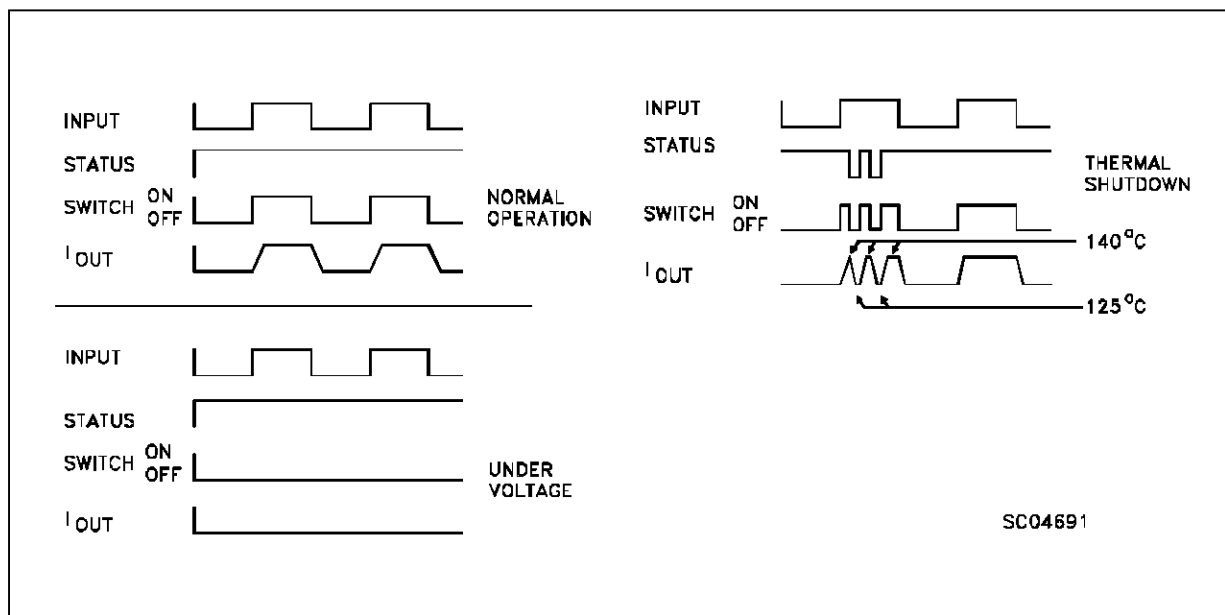 INPUT
STATUS
SWITCH ON
OFF
I OUT
NORMAL
OPERATION
INPUT
STATUS
SWITCH ON
OFF
I OUT
UNDER
VOLTAGE
INPUT
STATUS
SWITCH ON
OFF
I OUT
THERMAL
SHUTDOWN
140°C
125°C
SC04691